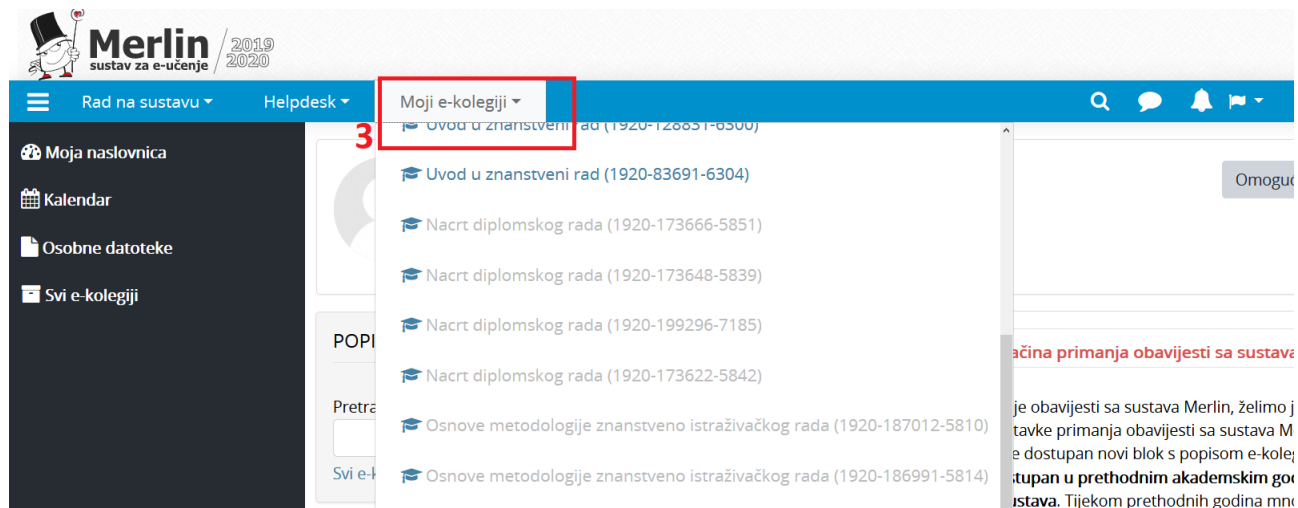 Merlin 2019
sustav za e-učenje 2020
Rad na sustavu Helpdesk Moji e-kolegiji
3
Moja naslovnica
Kalendar
Osobne datoteke
Svi e-kolegiji
Uvod u znanstveni rad (1920-128831-6300)
Uvod u znanstveni rad (1920-83691-6304)
Nacrt diplomskog rada (1920-173666-5851)
Nacrt diplomskog rada (1920-173648-5839)
Nacrt diplomskog rada (1920-199296-7185)
Nacrt diplomskog rada (1920-173622-5842)
Osnove metodologije znanstveno istraživačkog rada (1920-187012-5810)
Osnove metodologije znanstveno istraživačkog rada (1920-186991-5814)
POPI
Pretra
Svi e-k
Omoguć
ačina primanja obavijesti sa sustava
je obavijesti sa sustava Merlin, želimo j
tavke primanja obavijesti sa sustava M
e dostupan novi blok s popisom e-koleg
stupan u prethodnim akademskim god
ustava. Tijekom prethodnih godina mno